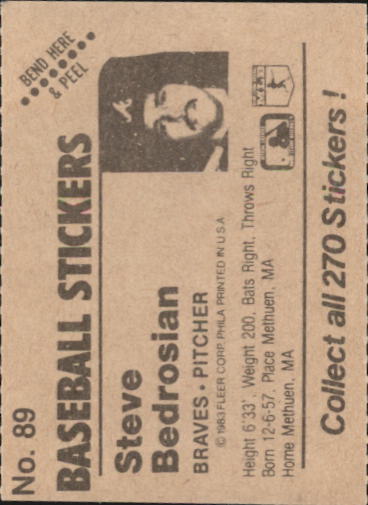 No. 89
BEND HERE
& PEEL
BASEBALL STICKERS
Steve
Bedrosian
BRAVES • PITCHER
© 1983 FLEER CORP. PHILA PRINTED IN U.S.A
Height 6'33", Weight 200, Bats Right, Throws Right
Born 12-6-57, Place Methuen, MA
Home Methuen, MA
Collect all 270 Stickers!